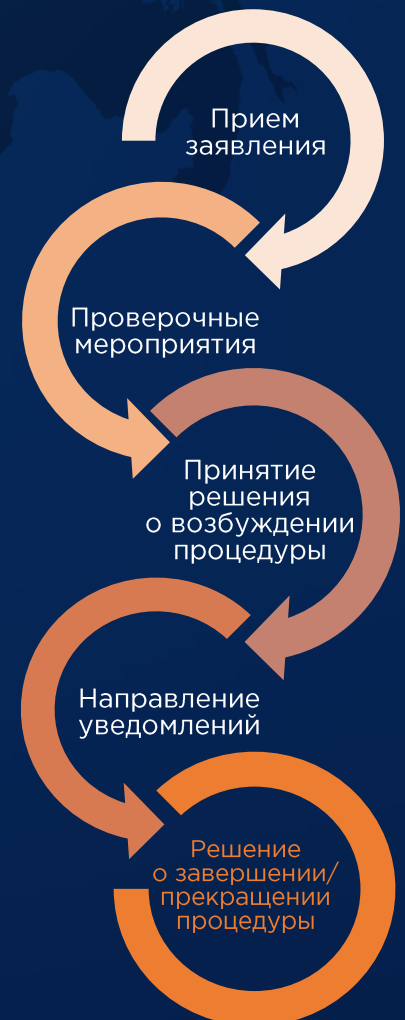 Прием
заявления
Проверочные
мероприятия
Принятие
решения
о возбуждении
процедуры
Направление
уведомлений
Решение
о завершении/
прекращении
процедуры